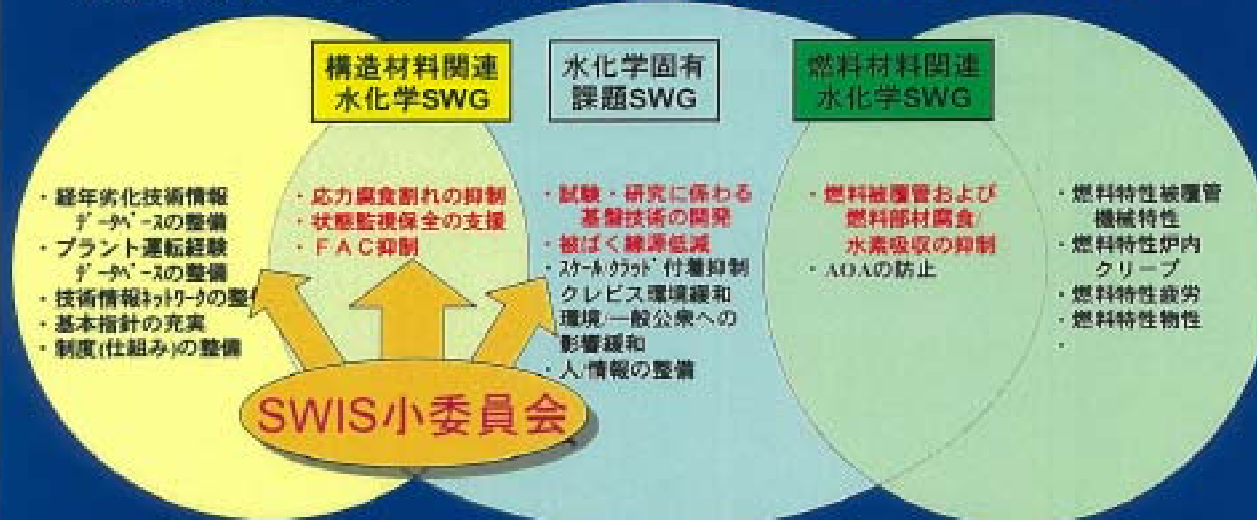 構造材料関連
水化学SWG
水化学固有
課題SWG
燃料材料関連
水化学SWG
・経年劣化技術情報
データベースの整備
・プラント運転経験
データベースの整備
・技術情報ネットワークの整
・基本指針の充実
・制度(仕組み)の整備
・応力腐食割れの抑制
・状態監視保全の支援
・FAC抑制
・試験・研究に係わる
基盤技術の開発
・被ばく線源低減
・スケール/クラッド付着抑制
クレビス環境緩和
環境/一般公衆への
影響緩和
・人/情報の整備
・燃料被覆管および
燃料部材腐食/
水素吸収の抑制
・AOAの防止
・燃料特性被覆管
機械特性
・燃料特性炉内
クリープ
・燃料特性疲労
・燃料特性物性
・
SWIS小委員会